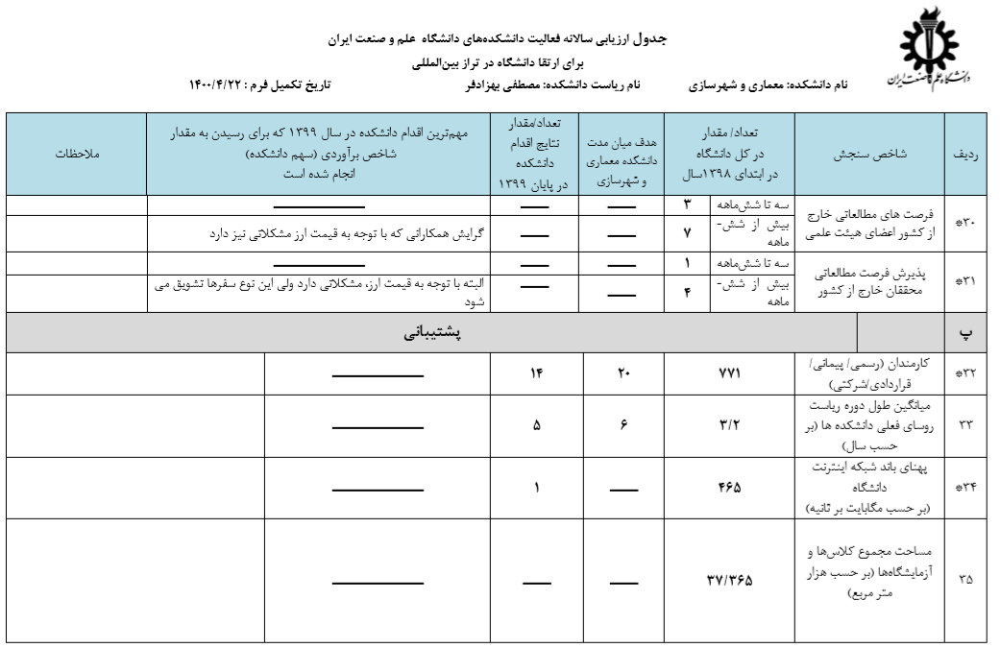 جدول ارزیابی سالانه فعالیت دانشکده‌های دانشگاه علم و صنعت ایران
برای ارتقا دانشگاه در تراز بین‌المللی
نام دانشکده: معماری و شهرسازی نام ریاست دانشکده: مصطفی بهزادفر تاریخ تکمیل فرم : ۱۴۰۰/۴/۲۲
دانشگاه علم و صنعت ایران
ردیف
شاخص سنجش
تعداد/ مقدار
در کل دانشگاه
در ابتدای ۱۳۹۸سال
هدف میان مدت
دانشکده معماری
و شهرسازی
تعداد/مقدار
نتایج اقدام
دانشکده
در پایان ۱۳۹۹
مهم‌ترین اقدام دانشکده در سال ۱۳۹۹ که برای رسیدن به مقدار
شاخص برآوردی (سهم دانشکده)
انجام شده است
ملاحظات
*۳۰
فرصت های مطالعاتی خارج
از کشور اعضای هیئت علمی
سه تا شش‌ماهه
۳
بیش از شش-
ماهه
۷
گرایش همکارانی که با توجه به قیمت ارز مشکلاتی نیز دارد
*۳۱
پذیرش فرصت مطالعاتی
محققان خارج از کشور
سه تا شش‌ماهه
۱
بیش از شش-
ماهه
۴
البته با توجه به قیمت ارز، مشکلاتی دارد ولی این نوع سفرها تشویق می
شود
پ
پشتیبانی
*۳۲
کارمندان (رسمی/ پیمانی/
قراردادی/شرکتی)
۷۷۱
۲۰
۱۴
۳۳
میانگین طول دوره ریاست
روسای فعلی دانشکده ها (بر
حسب سال)
۳/۲
۶
۵
*۳۴
پهنای باند شبکه اینترنت
دانشگاه
(بر حسب مگابایت بر ثانیه)
۴۶۵
۱
۳۵
مساحت مجموع کلاس‌ها و
آزمایشگاه‌ها (بر حسب هزار
متر مربع)
۳۷/۳۶۵